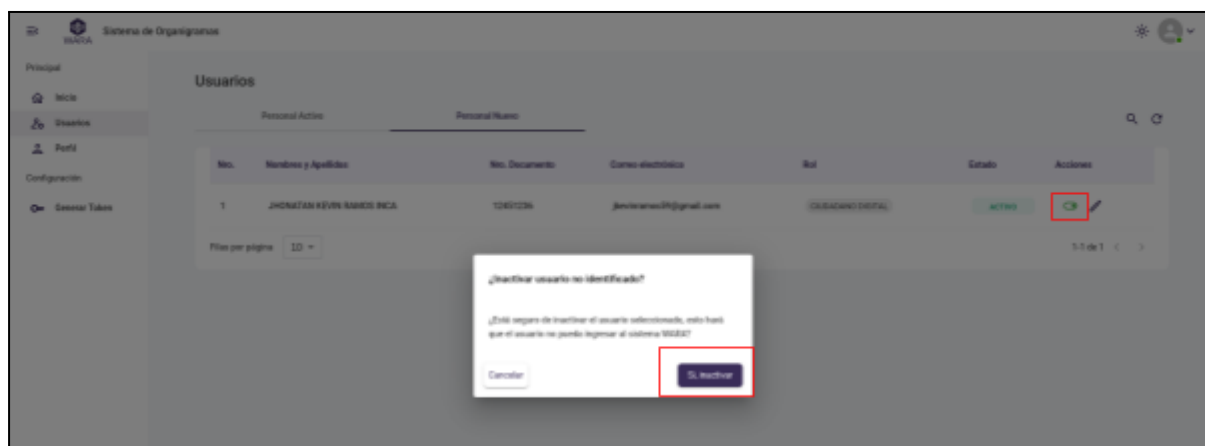 MARA Sistema de Organigramas
Principal
Inicio
Usuarios
Perfil
Configuración
Generar Token
Usuarios
Personal Activo Personal Nuevo
Nro. Nombres y Apellidos Nro. Documento Correo electrónico Rol Estado Acciones
1 JHONATAN KEVIN RAMOS INCA CIUDADANO DIGITAL ACTIVO
Filas por página 10 1-1 de 1
¿Inactivar usuario no identificado?
¿Está seguro de inactivar el usuario seleccionado, esto hará
que el usuario no pueda ingresar al sistema MARA?
Cancelar Si, inactivar